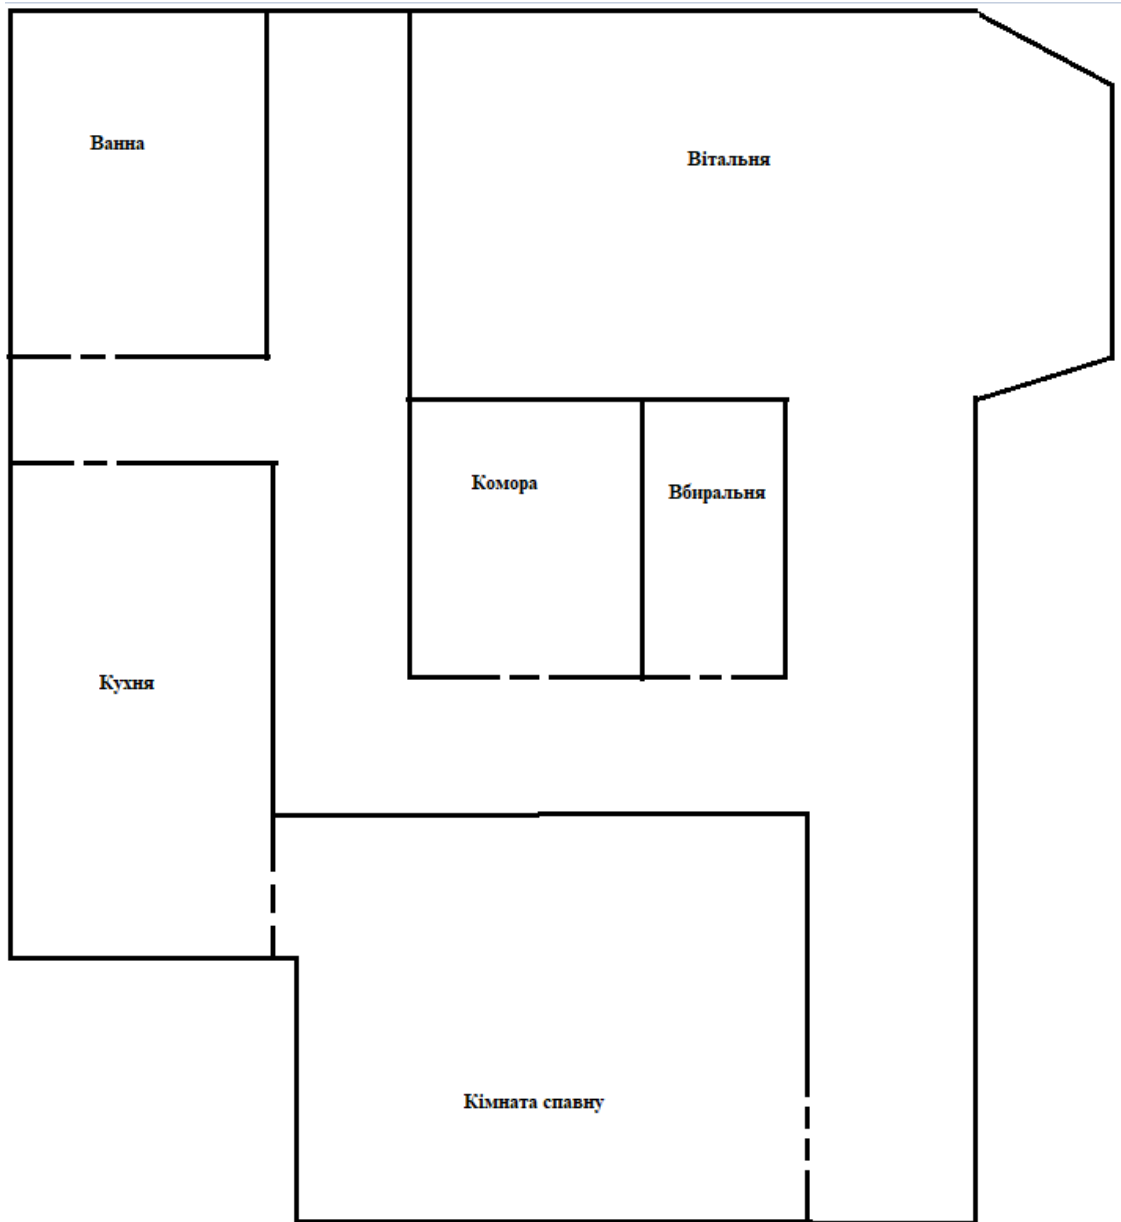 Ванна
Вітальня
Комора
Вбиральня
Кухня
Кімната спавну